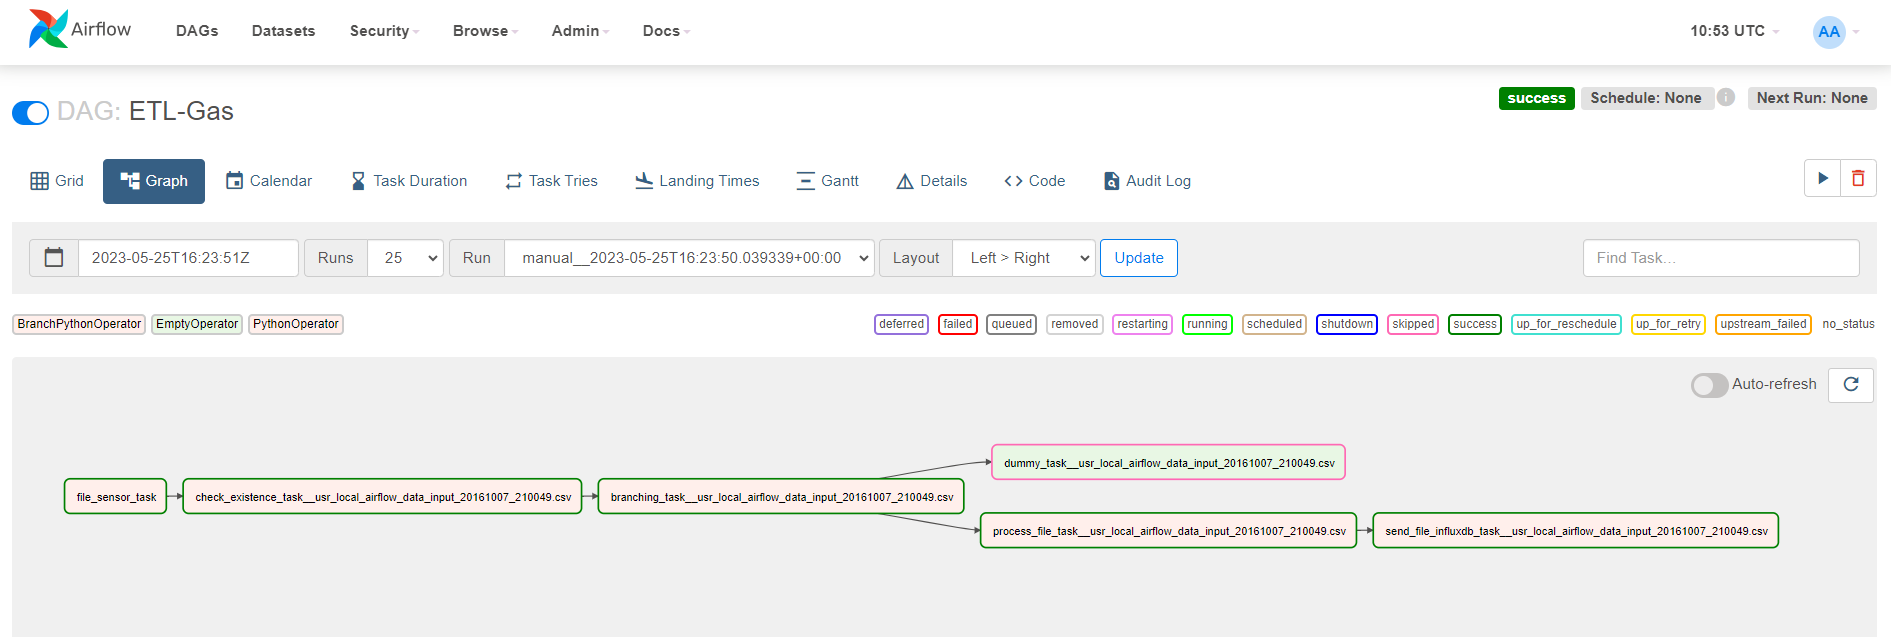 Airflow DAGs Datasets Security Browse Admin Docs 10:53 UTC AA
DAG: ETL-Gas success Schedule: None i Next Run: None
Grid Graph Calendar Task Duration Task Tries Landing Times Gantt Details Code Audit Log
2023-05-25T16:23:51Z Runs 25 Run manual__2023-05-25T16:23:50.039339+00:00 Layout Left > Right Update Find Task...
BranchPythonOperator EmptyOperator PythonOperator deferred failed queued removed restarting running scheduled shutdown skipped success up_for_reschedule up_for_retry upstream_failed no_status
Auto-refresh
dummy_task__usr_local_airflow_data_input_20161007_210049.csv
file_sensor_task check_existence_task__usr_local_airflow_data_input_20161007_210049.csv branching_task__usr_local_airflow_data_input_20161007_210049.csv
process_file_task__usr_local_airflow_data_input_20161007_210049.csv send_file_influxdb_task__usr_local_airflow_data_input_20161007_210049.csv